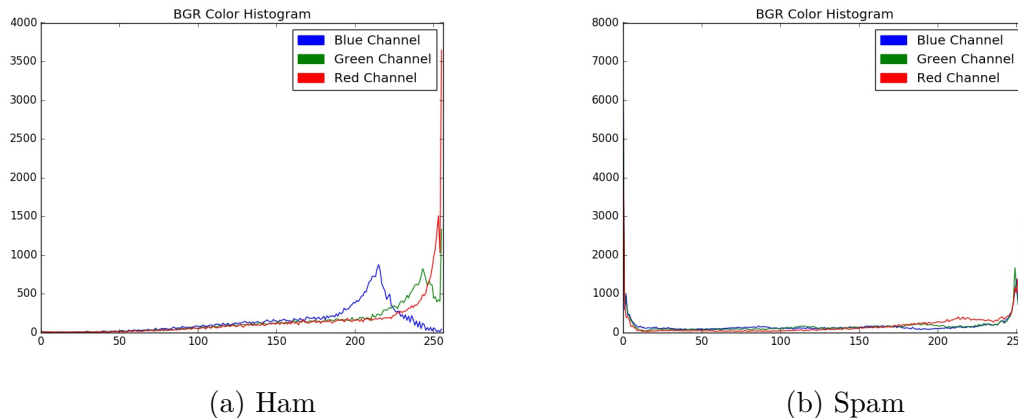 BGR Color Histogram
4000
3500
3000
2500
2000
1500
1000
500
0
0 50 100 150 200 250
Blue Channel
Green Channel
Red Channel
(a) Ham
BGR Color Histogram
8000
7000
6000
5000
4000
3000
2000
1000
0
0 50 100 150 200 250
Blue Channel
Green Channel
Red Channel
(b) Spam